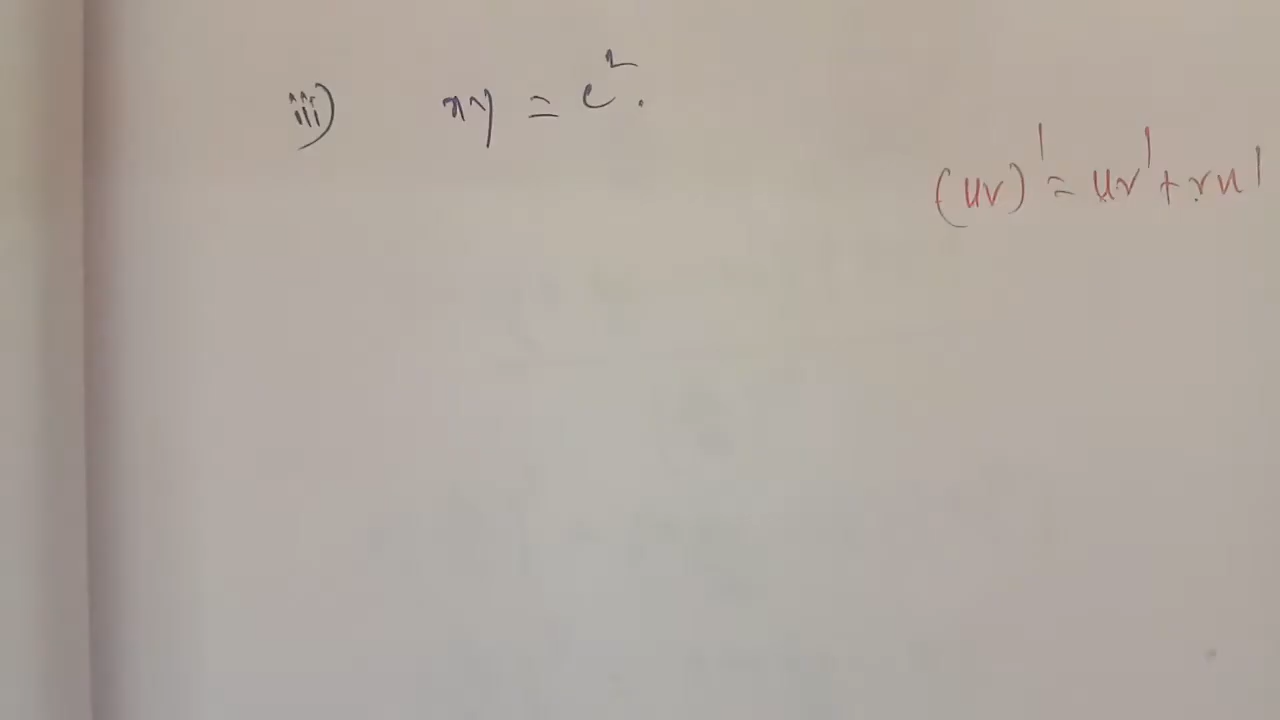 iii) xy = c².
(uv)' = uv' + vu'